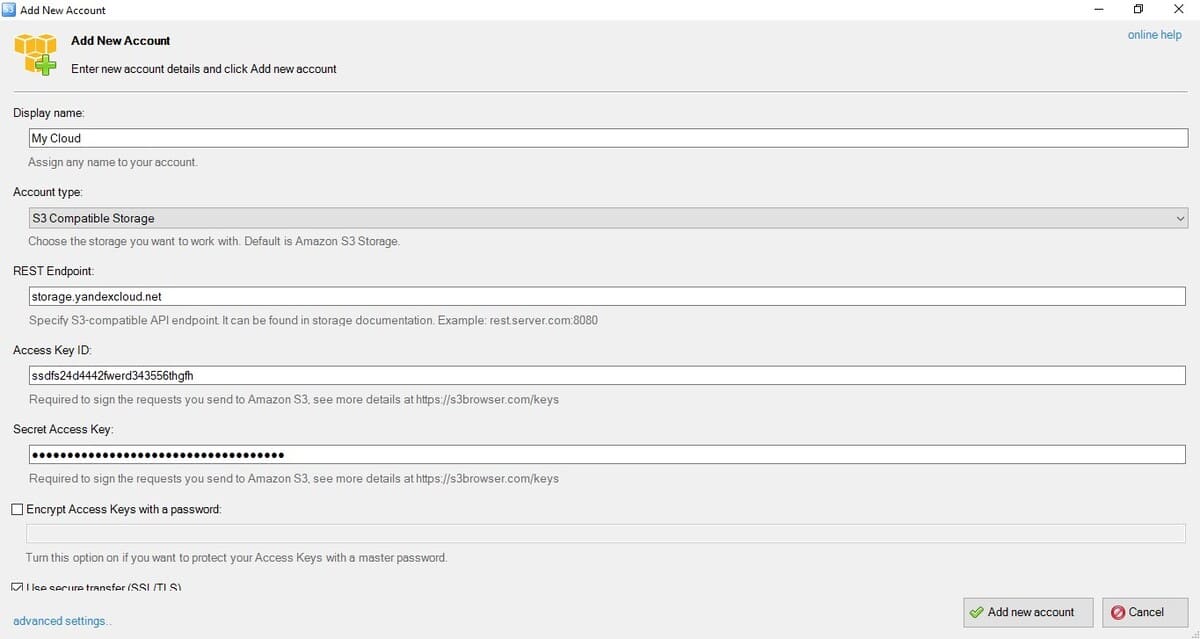 S3 Add New Account
Add New Account
online help
Enter new account details and click Add new account
Display name:
My Cloud
Assign any name to your account.
Account type:
S3 Compatible Storage
Choose the storage you want to work with. Default is Amazon S3 Storage.
REST Endpoint:
storage.yandexcloud.net
Specify S3-compatible API endpoint. It can be found in storage documentation. Example: rest.server.com:8080
Access Key ID:
ssdfs24d4442fwerd343556thgfh
Required to sign the requests you send to Amazon S3, see more details at https://s3browser.com/keys
Secret Access Key:
Required to sign the requests you send to Amazon S3, see more details at https://s3browser.com/keys
Encrypt Access Keys with a password:
Turn this option on if you want to protect your Access Keys with a master password.
Use secure transfer (SSL/TLS)
Add new account
Cancel
advanced settings..